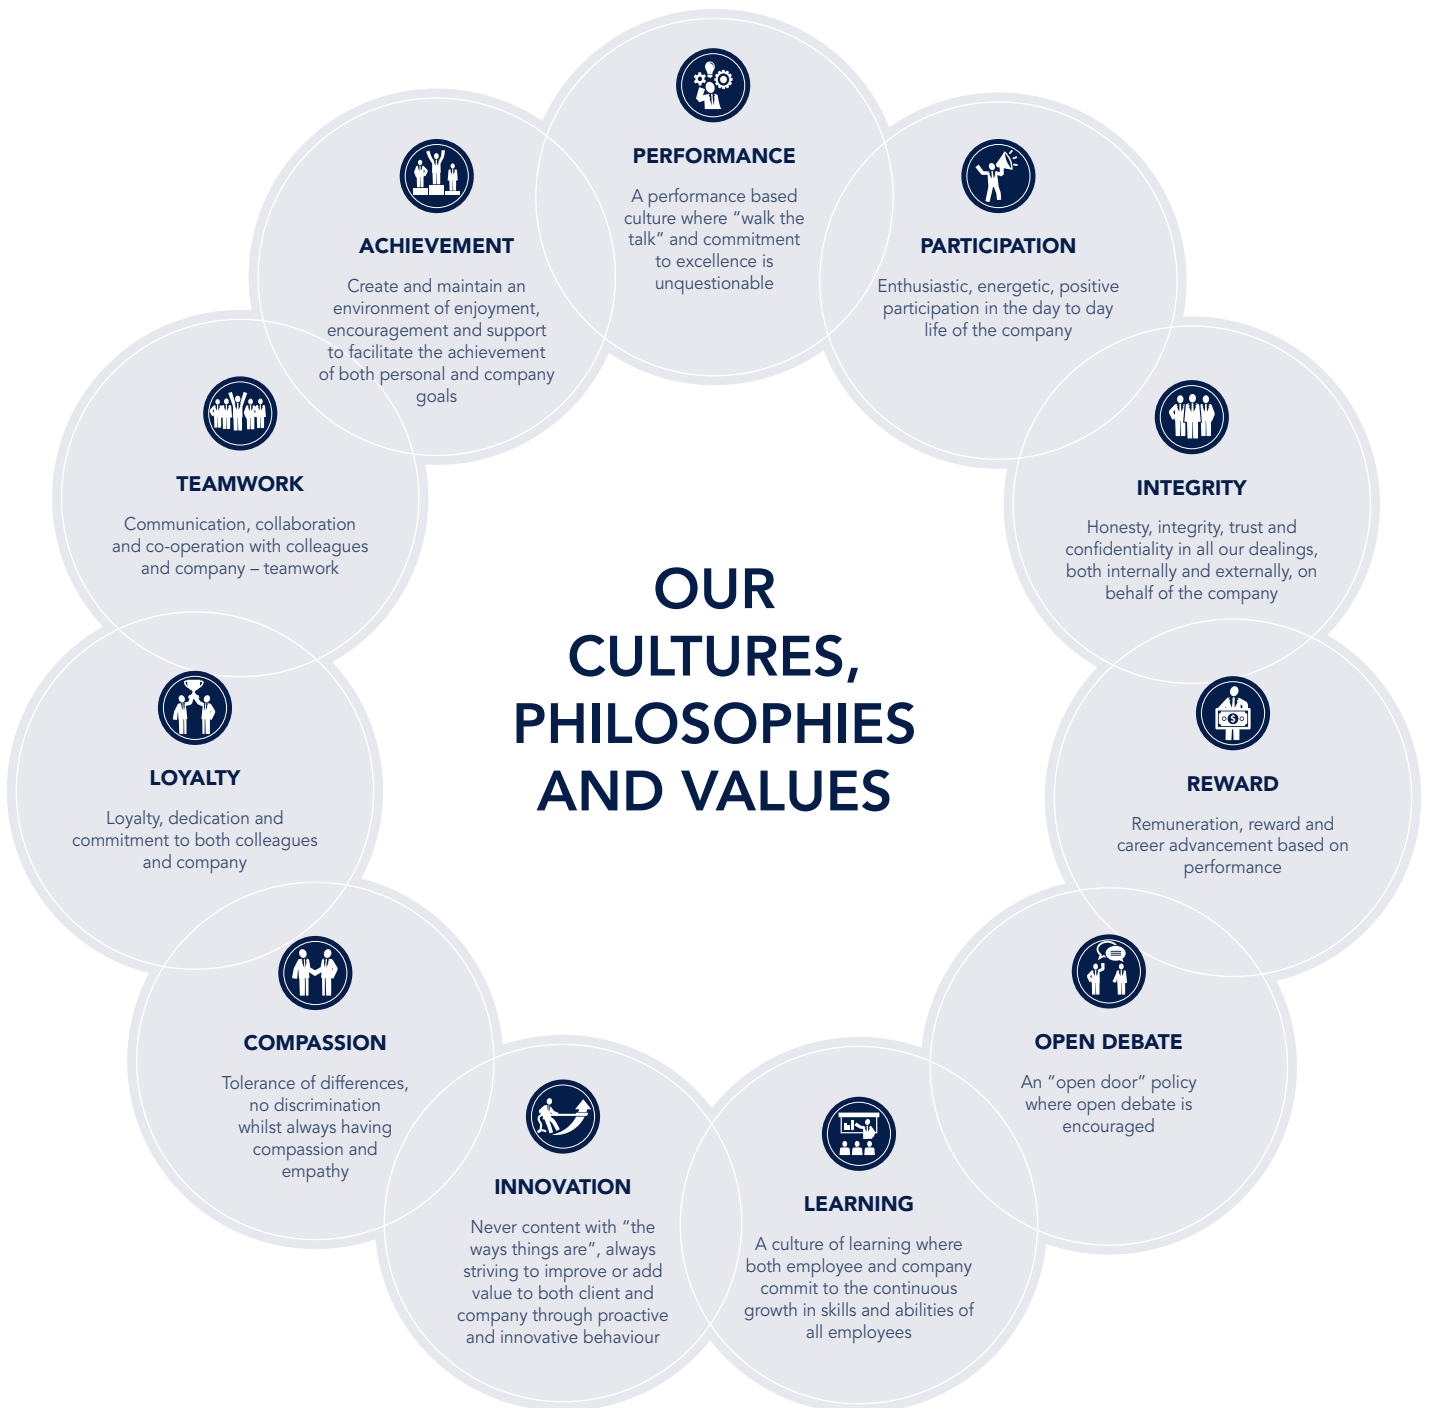 PERFORMANCE
A performance based
culture where “walk the
talk” and commitment
to excellence is
unquestionable
PARTICIPATION
Enthusiastic, energetic, positive
participation in the day to day
life of the company
INTEGRITY
Honesty, integrity, trust and
confidentiality in all our dealings,
both internally and externally, on
behalf of the company
REWARD
Remuneration, reward and
career advancement based on
performance
OPEN DEBATE
An “open door” policy
where open debate is
encouraged
LEARNING
A culture of learning where
both employee and company
commit to the continuous
growth in skills and abilities of
all employees
INNOVATION
Never content with “the
ways things are”, always
striving to improve or add
value to both client and
company through proactive
and innovative behaviour
COMPASSION
Tolerance of differences,
no discrimination
whilst always having
compassion and
empathy
LOYALTY
Loyalty, dedication and
commitment to both colleagues
and company
TEAMWORK
Communication, collaboration
and co-operation with colleagues
and company – teamwork
ACHIEVEMENT
Create and maintain an
environment of enjoyment,
encouragement and support
to facilitate the achievement
of both personal and company
goals
OUR
CULTURES,
PHILOSOPHIES
AND VALUES